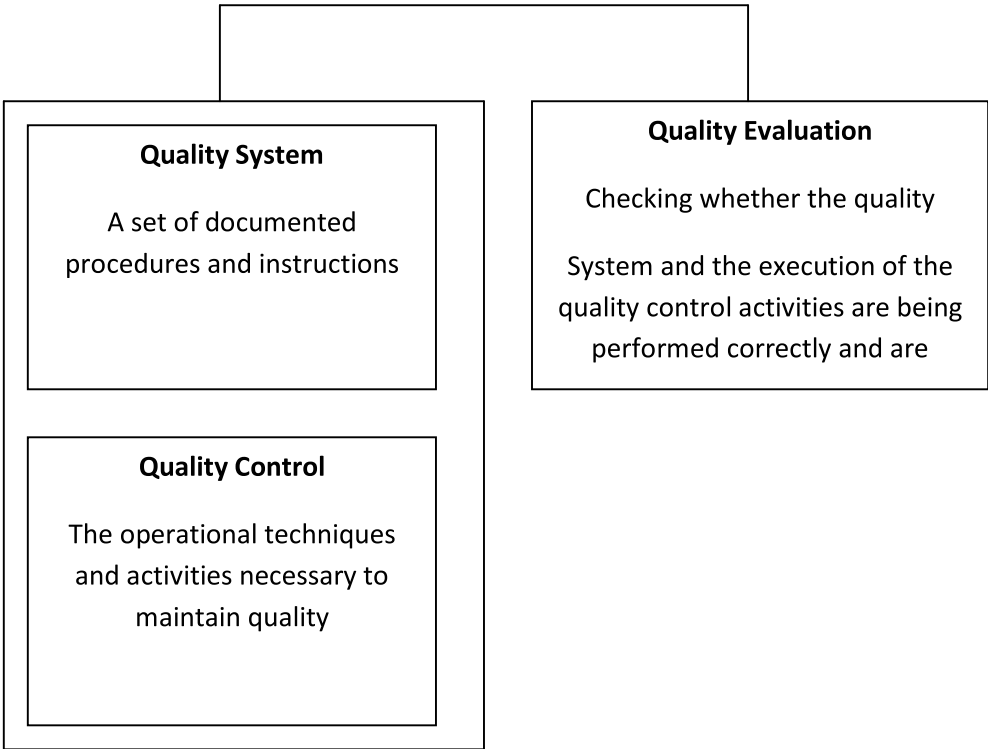 Quality System
A set of documented
procedures and instructions
Quality Control
The operational techniques
and activities necessary to
maintain quality
Quality Evaluation
Checking whether the quality
System and the execution of the
quality control activities are being
performed correctly and are